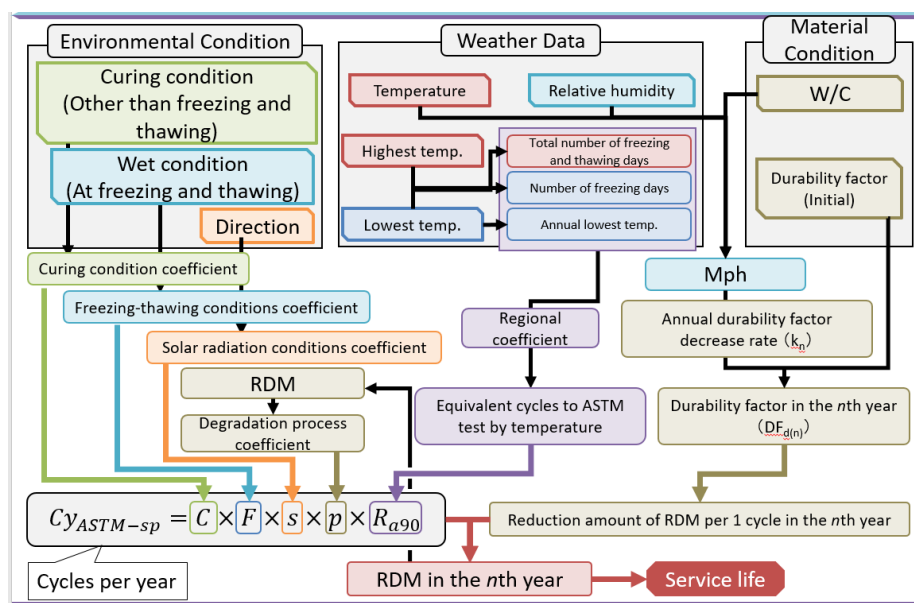 Environmental Condition
Curing condition
(Other than freezing and
thawing)
Wet condition
(At freezing and thawing)
Direction
Curing condition coefficient
Freezing-thawing conditions coefficient
Solar radiation conditions coefficient
RDM
Degradation process
coefficient
Weather Data
Temperature
Relative humidity
Highest temp.
Lowest temp.
Total number of freezing
and thawing days
Number of freezing days
Annual lowest temp.
Regional
coefficient
Equivalent cycles to ASTM
test by temperature
Material
Condition
W/C
Durability factor
(Initial)
Mph
Annual durability factor
decrease rate（kn）
Durability factor in the nth year
（DFd(n)）
CyASTM−sp = C×F×s×p×Ra90
Cycles per year
Reduction amount of RDM per 1 cycle in the nth year
RDM in the nth year
Service life